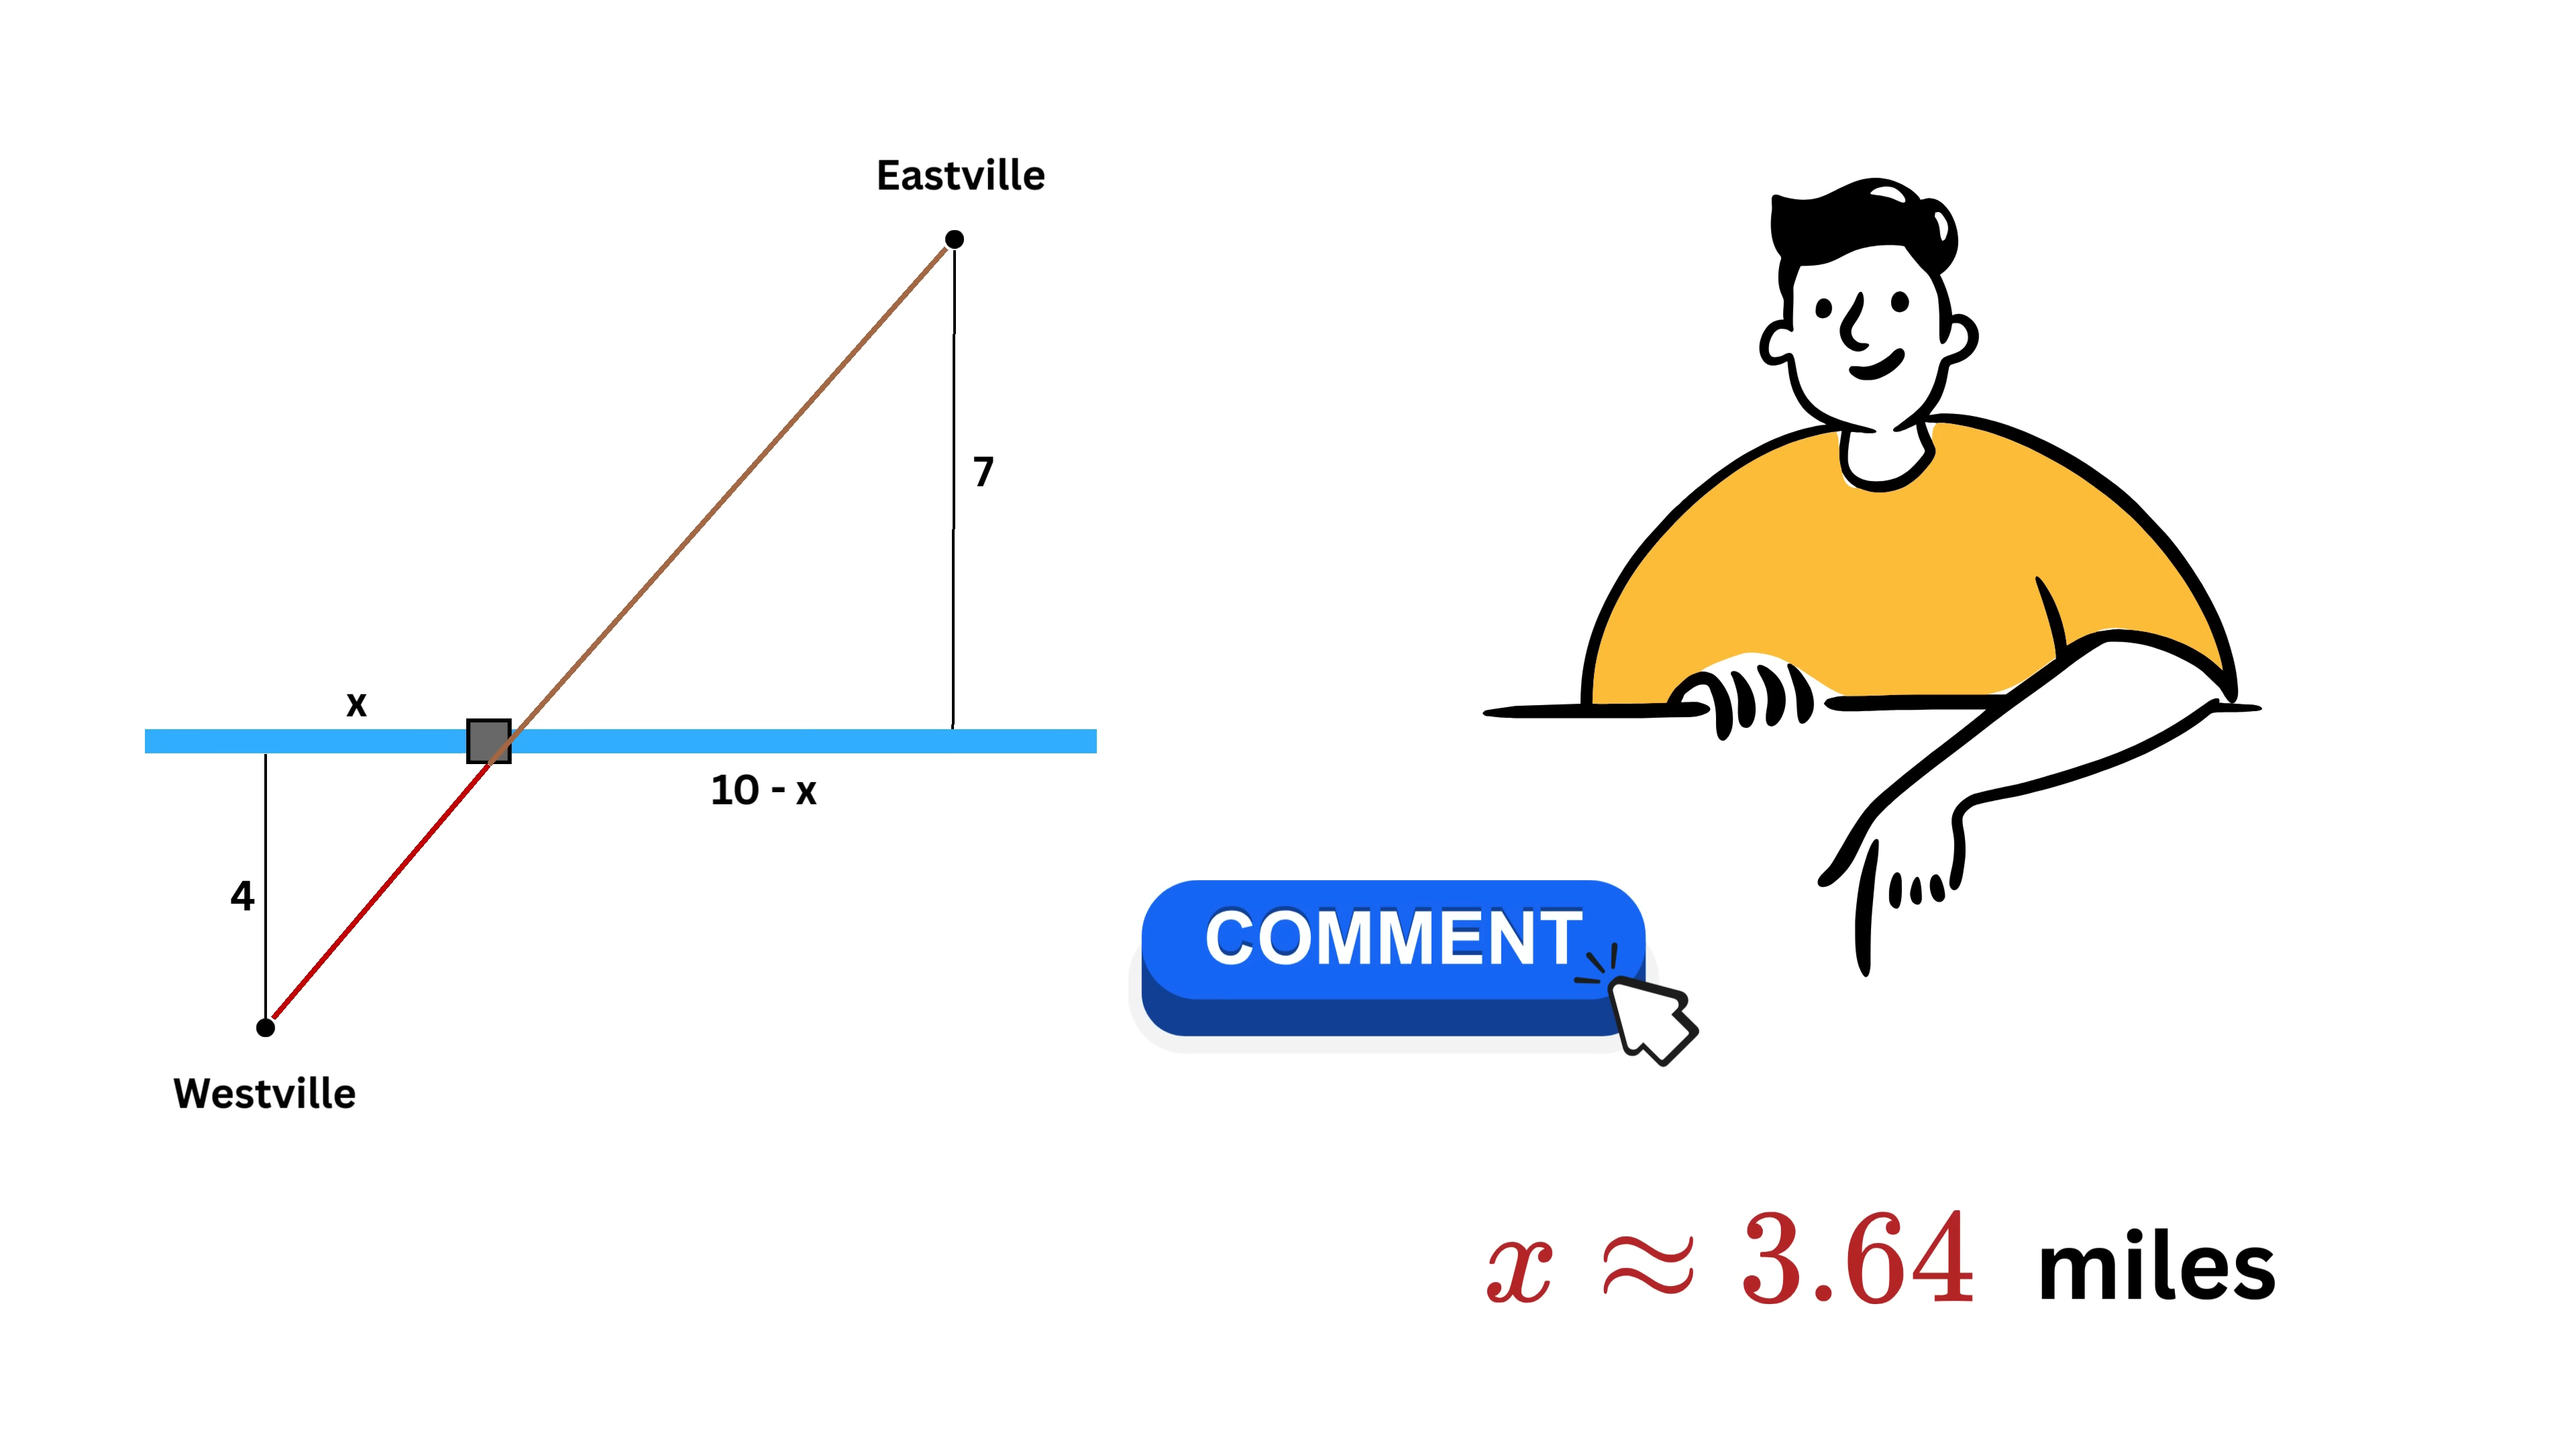 Eastville
7
x
10 - x
4
COMMENT
Westville
x ≈ 3.64 miles